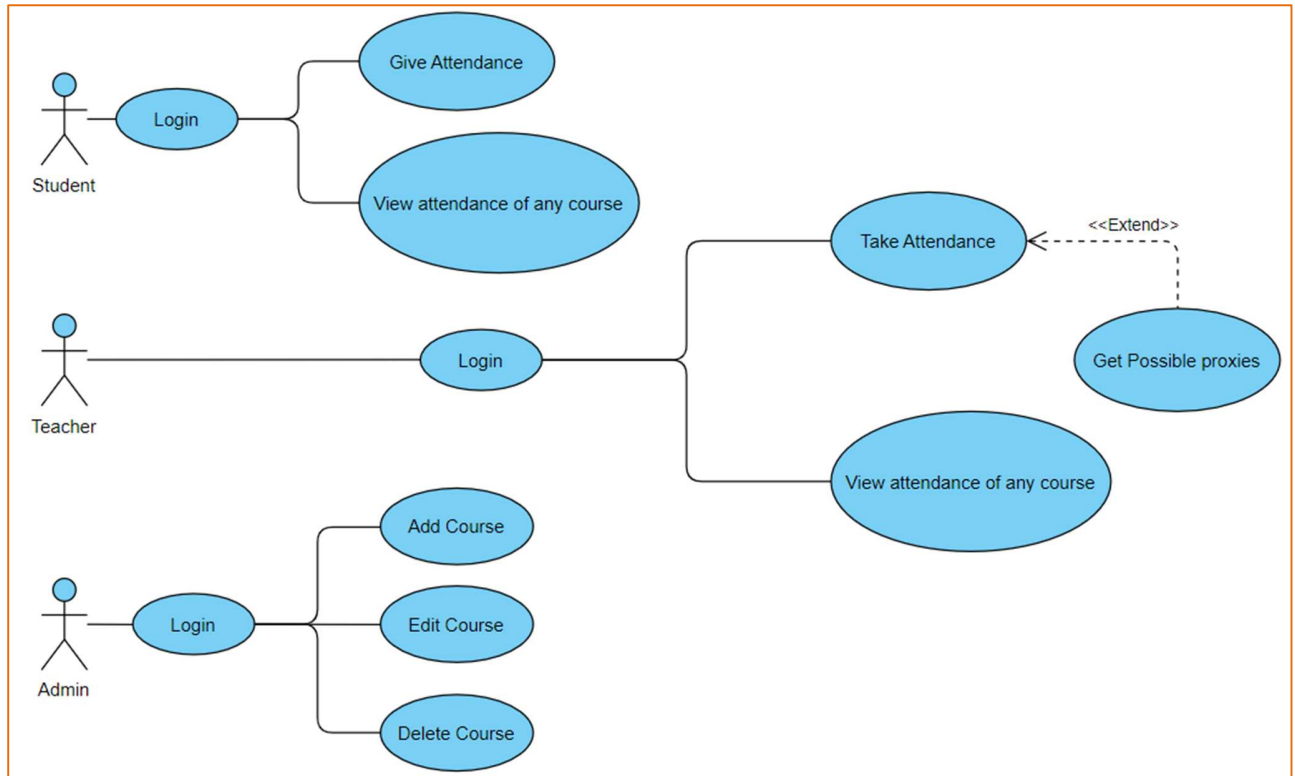 Give Attendance
Login
Student
View attendance of any course
Take Attendance
<<Extend>>
Login
Get Possible proxies
Teacher
View attendance of any course
Add Course
Login
Edit Course
Admin
Delete Course